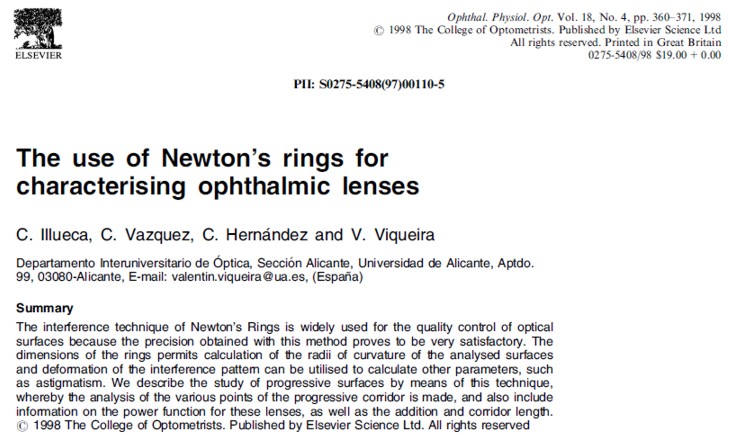 Ophthal. Physiol. Opt. Vol. 18, No. 4, pp. 360–371, 1998
© 1998 The College of Optometrists. Published by Elsevier Science Ltd
All rights reserved. Printed in Great Britain
0275-5408/98 $19.00 + 0.00
ELSEVIER
PII: S0275-5408(97)00110-5
The use of Newton's rings for
characterising ophthalmic lenses
C. Illueca, C. Vazquez, C. Hernández and V. Viqueira
Departamento Interuniversitario de Óptica, Sección Alicante, Universidad de Alicante, Aptdo.
99, 03080-Alicante, E-mail: valentin.viqueira@ua.es, (España)
Summary
The interference technique of Newton's Rings is widely used for the quality control of optical
surfaces because the precision obtained with this method proves to be very satisfactory. The
dimensions of the rings permits calculation of the radii of curvature of the analysed surfaces
and deformation of the interference pattern can be utilised to calculate other parameters, such
as astigmatism. We describe the study of progressive surfaces by means of this technique,
whereby the analysis of the various points of the progressive corridor is made, and also include
information on the power function for these lenses, as well as the addition and corridor length.
© 1998 The College of Optometrists. Published by Elsevier Science Ltd. All rights reserved